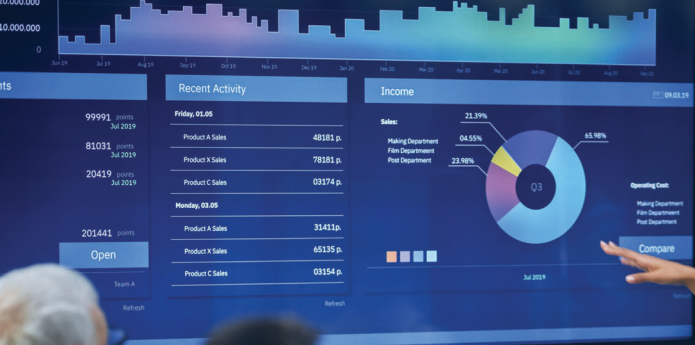 0.000.000
10.000.000
0
Jun 19 Jul 19 Aug 19 Sep 19 Oct 19 Nov 19 Dec 19 Jan 20 Feb 20 Mar 20 Apr 20 May 20 Jun 20 Jul 20 Aug 20 Sep 20
nts
99991 points
Jul 2019
81031 points
Jul 2019
20419 points
Jul 2019
201441 points
Open
Team A
Refresh
Recent Activity
Friday, 01.05
Product A Sales 48181 p.
Product X Sales 78181 p.
Product C Sales 03174 p.
Monday, 03.05
Product A Sales 31411p.
Product X Sales 65135 p.
Product C Sales 03154 p.
Refresh
Income
09.03.19
Sales:
Making Department
Film Department
Post Department
21.39%
04.55%
23.98%
65.98%
Q3
Operating Cost:
Making Department
Film Department
Post Department
Compare
Jul 2019